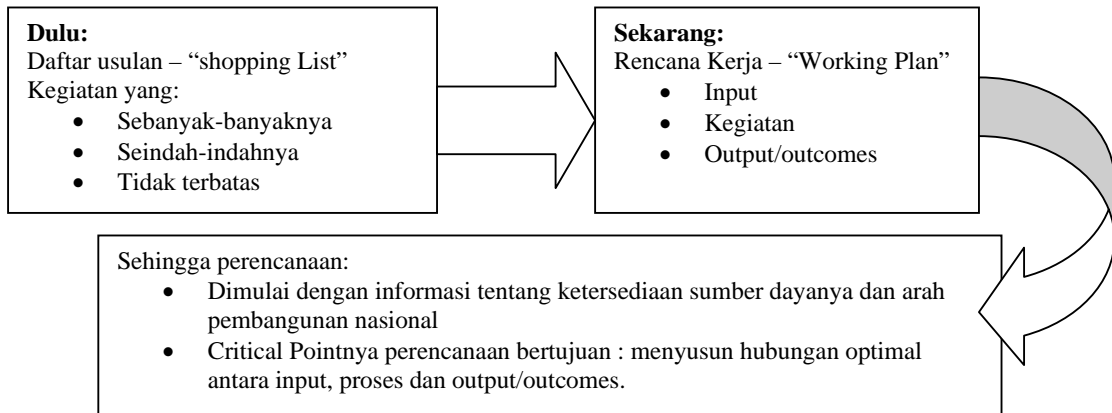 Dulu:
Daftar usulan – “shopping List”
Kegiatan yang:
• Sebanyak-banyaknya
• Seindah-indahnya
• Tidak terbatas
Sekarang:
Rencana Kerja – “Working Plan”
• Input
• Kegiatan
• Output/outcomes
Sehingga perencanaan:
• Dimulai dengan informasi tentang ketersediaan sumber dayanya dan arah
pembangunan nasional
• Critical Pointnya perencanaan bertujuan : menyusun hubungan optimal
antara input, proses dan output/outcomes.